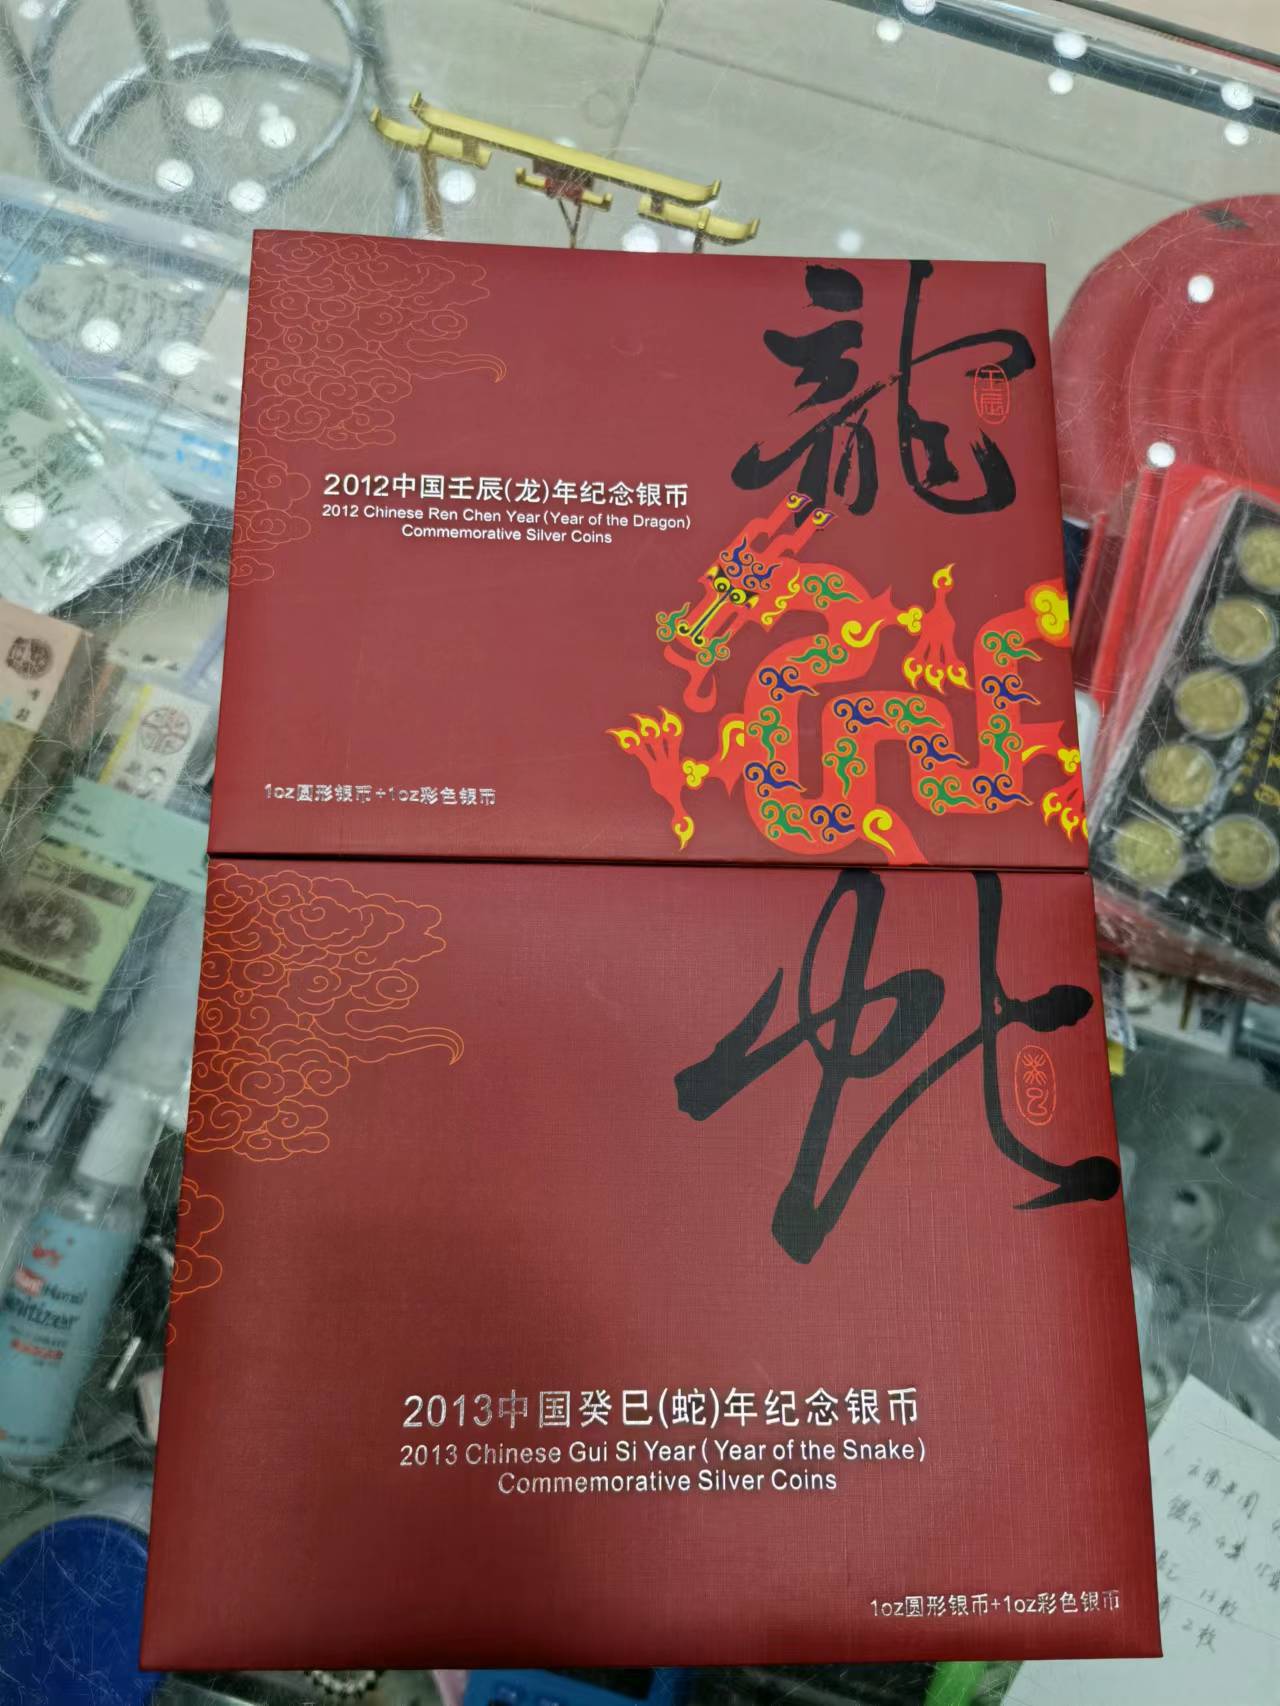 龍
壬辰
2012中国壬辰(龙)年纪念银币
2012 Chinese Ren Chen Year (Year of the Dragon)
Commemorative Silver Coins
1oz圆形银币+1oz彩色银币
蛇
癸巳
2013中国癸巳(蛇)年纪念银币
2013 Chinese Gui Si Year (Year of the Snake)
Commemorative Silver Coins
1oz圆形银币+1oz彩色银币